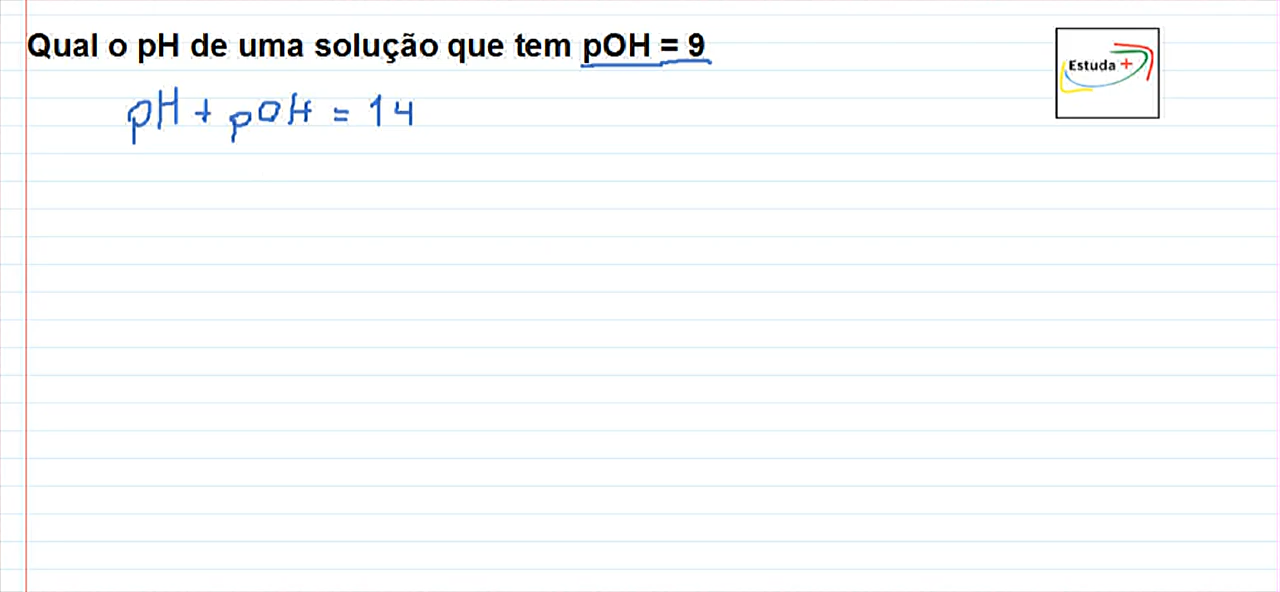 Qual o pH de uma solução que tem pOH = 9
Estuda +
pH + pOH = 14